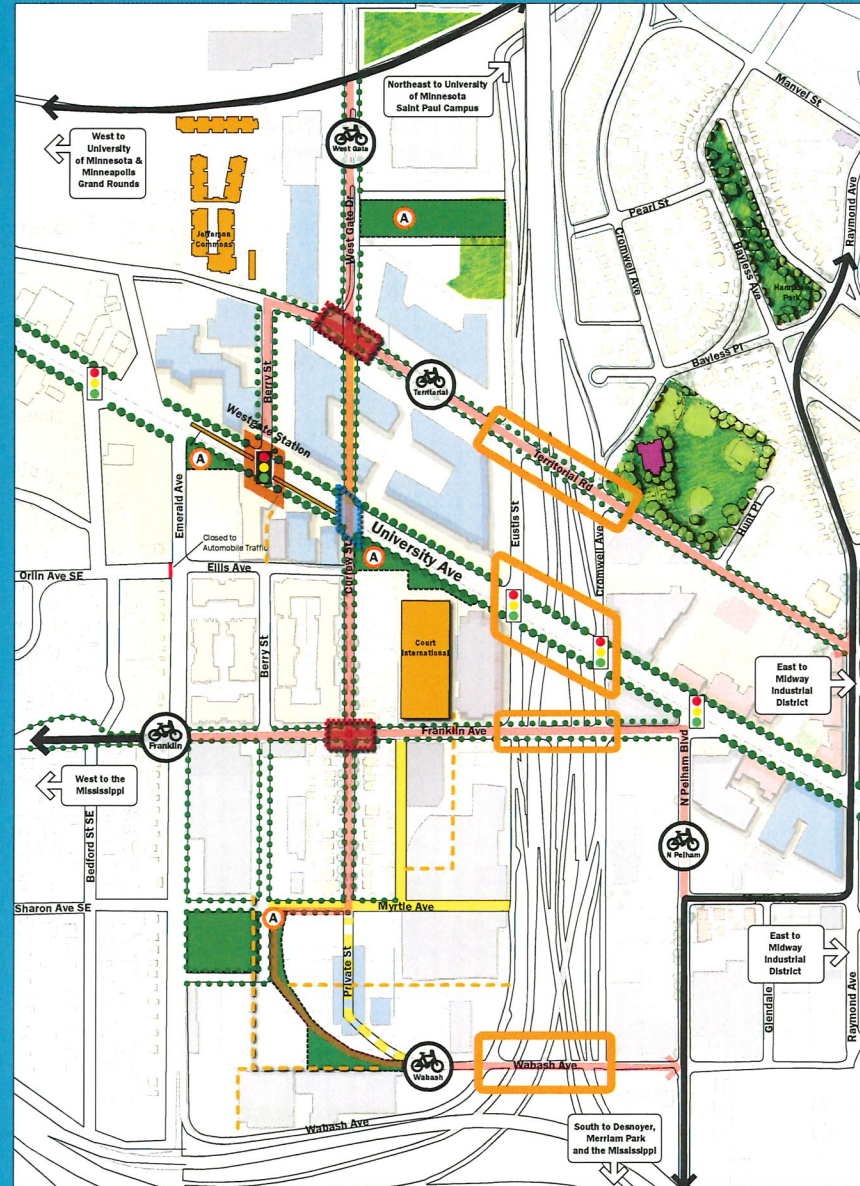 Manvel St
Northeast to University
of Minnesota
Saint Paul Campus
West to
University
of Minnesota &
Minneapolis
Grand Rounds
West Gate
Raymond Ave
Pearl St
A
West Gate Dr
Jefferson
Commons
Cromwell Ave
Bayless Ave
Park
Bayless Pl
Territorial
Berry St
Westgate Station
Territorial Rd
A
Emerald Ave
Hunt Pl
Eustis St
Cromwell Ave
University Ave
Closed to
Automobile Traffic
A
Orlin Ave SE
Ellis Ave
Curfew St
Berry St
Court
International
East to
Midway
Industrial
District
Franklin
Franklin Ave
N Pelham Blvd
West to the
Mississippi
Bedford St SE
N Pelham
Sharon Ave SE
A
Myrtle Ave
East to
Midway
Industrial
District
Private St
Glendale
Raymond Ave
Wabash
Wabash Ave
Wabash Ave
South to Desnoyer,
Merriam Park
and the Mississippi